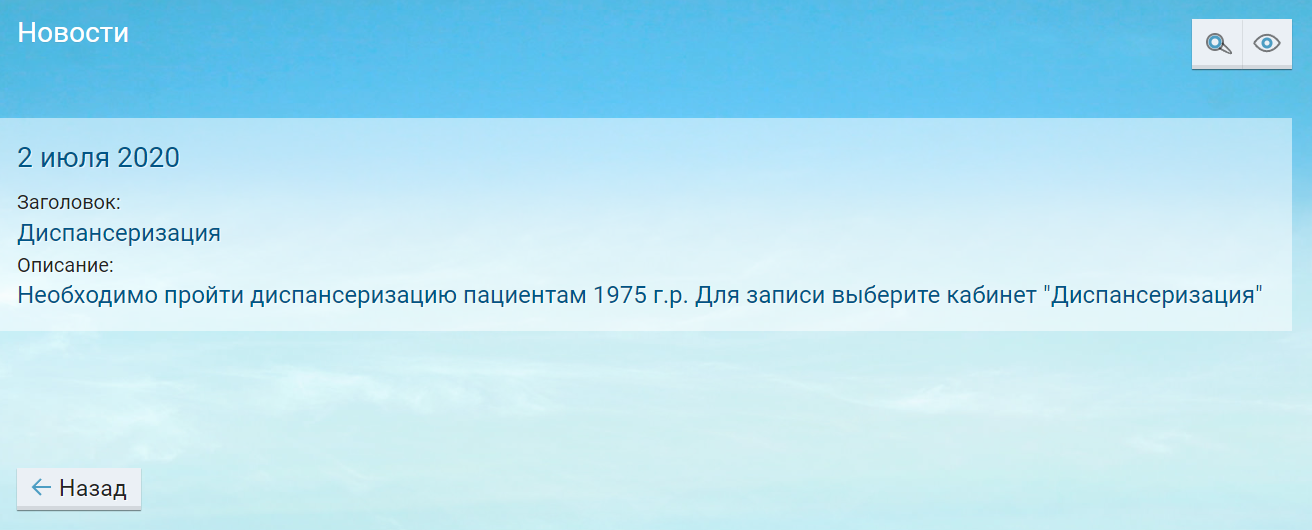 Новости
2 июля 2020
Заголовок:
Диспансеризация
Описание:
Необходимо пройти диспансеризацию пациентам 1975 г.р. Для записи выберите кабинет "Диспансеризация"
Назад